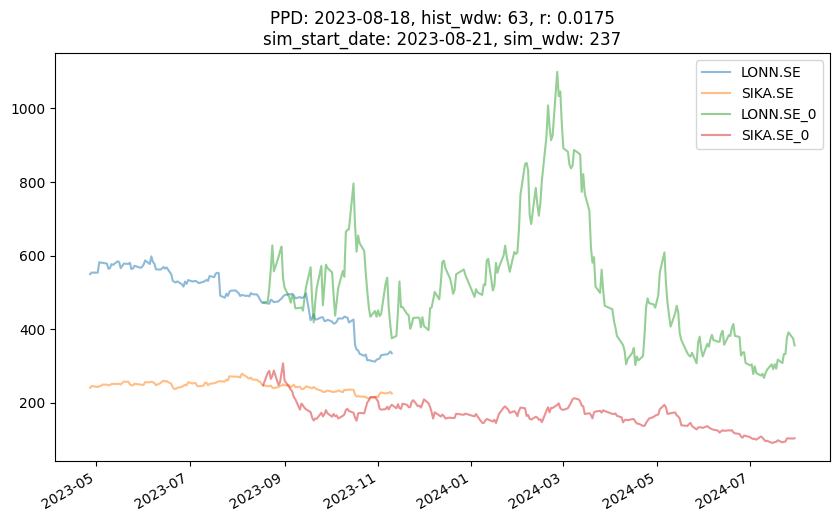 PPD: 2023-08-18, hist_wdw: 63, r: 0.0175
sim_start_date: 2023-08-21, sim_wdw: 237
LONN.SE
SIKA.SE
LONN.SE_0
SIKA.SE_0
1000
800
600
400
200
2023-05
2023-07
2023-09
2023-11
2024-01
2024-03
2024-05
2024-07